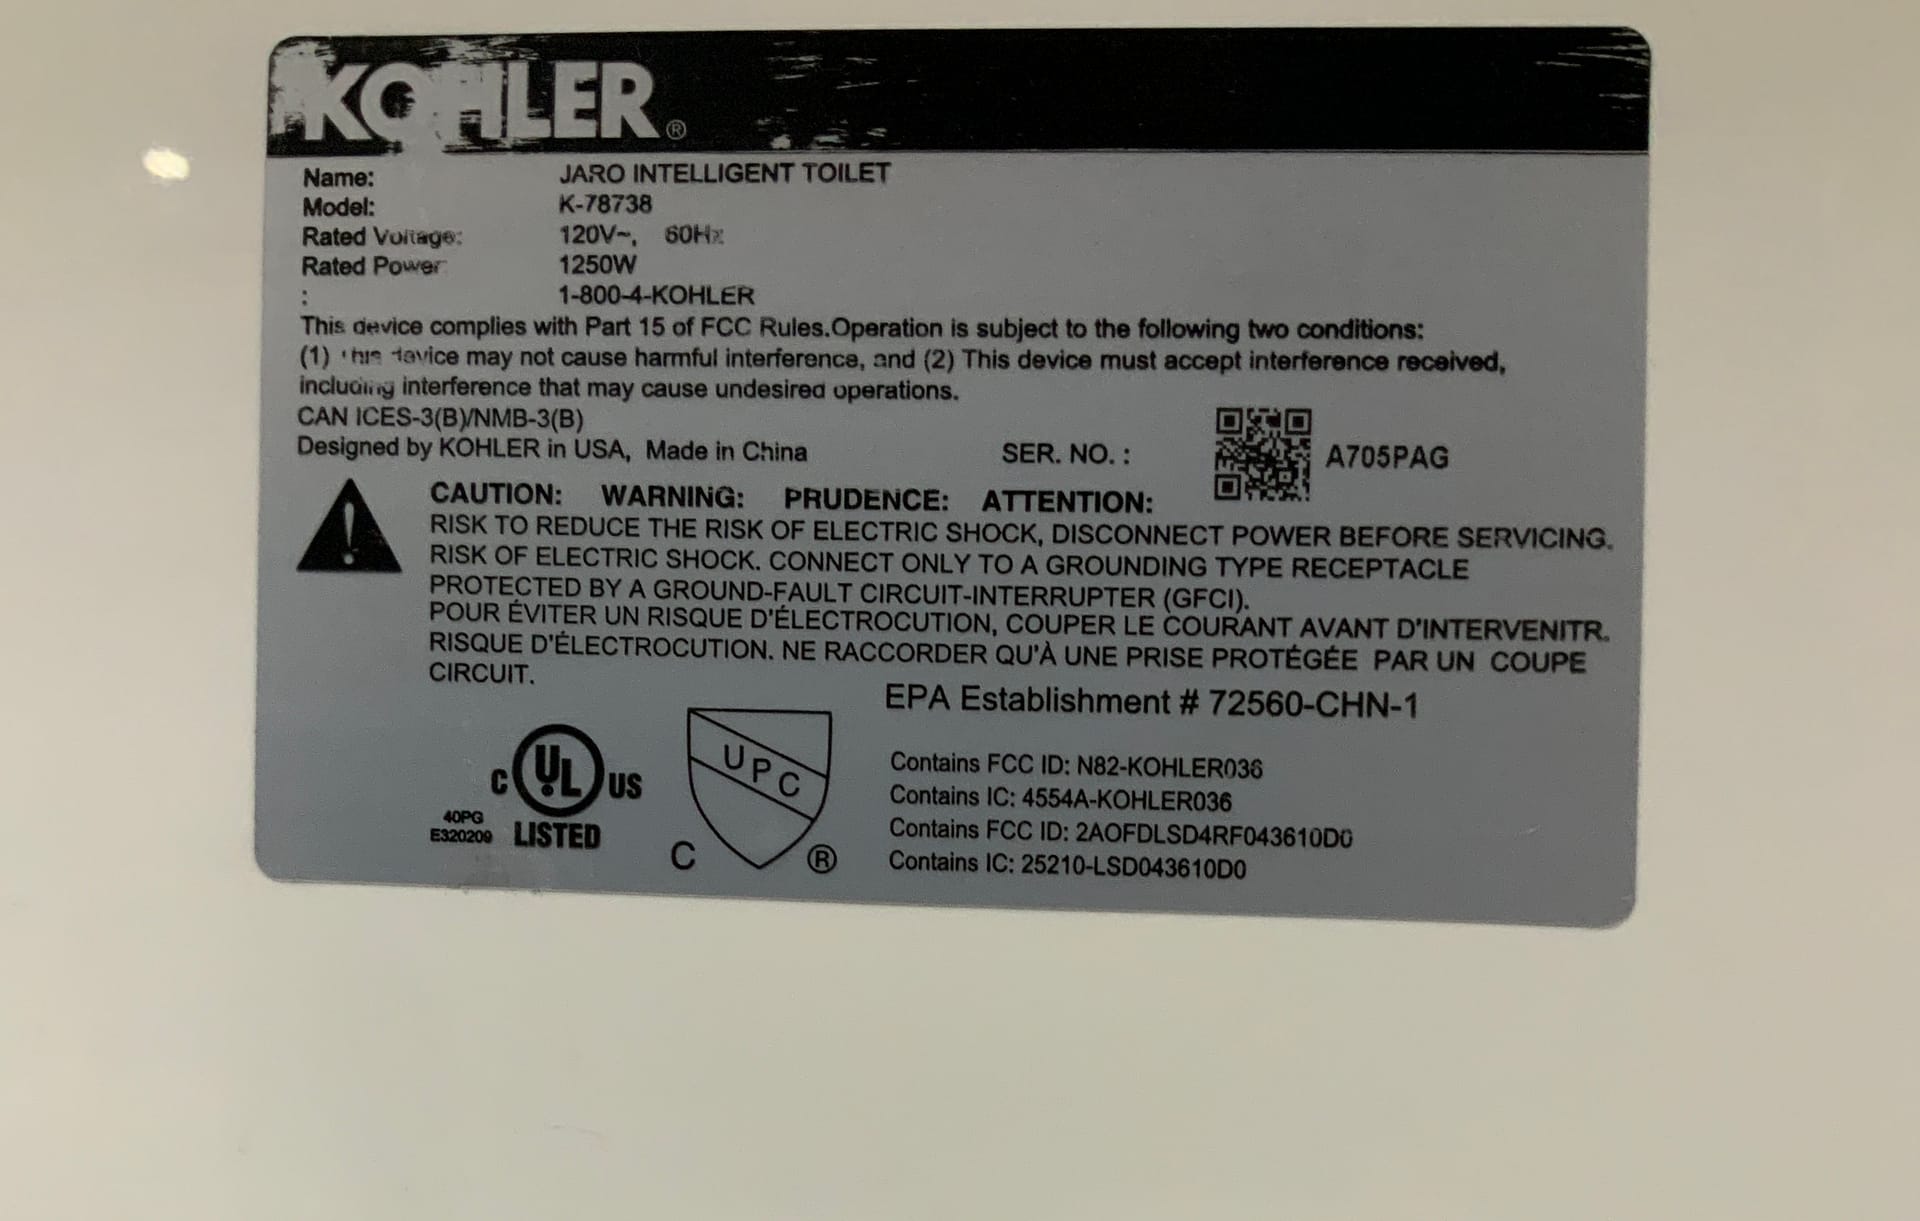 KOHLER®
Name: JARO INTELLIGENT TOILET
Model: K-78738
Rated Voltage: 120V~, 60Hz
Rated Power 1250W
: 1-800-4-KOHLER
This device complies with Part 15 of FCC Rules.Operation is subject to the following two conditions:
(1) This device may not cause harmful interference, and (2) This device must accept interference received,
including interference that may cause undesired operations.
CAN ICES-3(B)/NMB-3(B)
Designed by KOHLER in USA, Made in China SER. NO. : A705PAG
CAUTION: WARNING: PRUDENCE: ATTENTION:
RISK TO REDUCE THE RISK OF ELECTRIC SHOCK, DISCONNECT POWER BEFORE SERVICING.
RISK OF ELECTRIC SHOCK. CONNECT ONLY TO A GROUNDING TYPE RECEPTACLE
PROTECTED BY A GROUND-FAULT CIRCUIT-INTERRUPTER (GFCI).
POUR ÉVITER UN RISQUE D'ÉLECTROCUTION, COUPER LE COURANT AVANT D'INTERVENITR.
RISQUE D'ÉLECTROCUTION. NE RACCORDER QU'À UNE PRISE PROTÉGÉE PAR UN COUPE
CIRCUIT.
EPA Establishment # 72560-CHN-1
C UL US
40PG
E320209 LISTED
UPC
C ®
Contains FCC ID: N82-KOHLER036
Contains IC: 4554A-KOHLER036
Contains FCC ID: 2AOFDLSD4RF043610D0
Contains IC: 25210-LSD043610D0